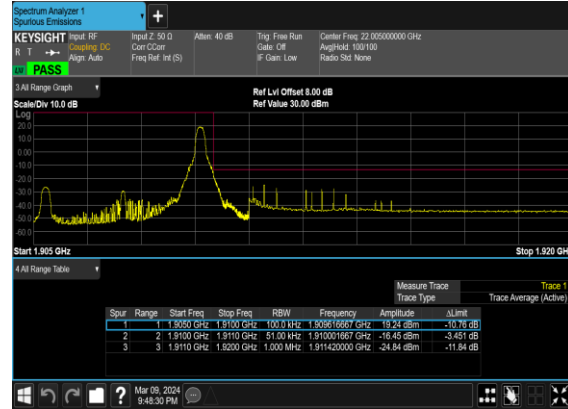 Spectrum Analyzer 1
Spurious Emissions
KEYSIGHT Input: RF Input Z: 50 Ω Atten: 40 dB Trig: Free Run Center Freq: 22.005000000 GHz
R T Coupling: DC Corr CCorr Gate: Off Avg|Hold: 100/100
Align: Auto Freq Ref: Int (S) IF Gain: Low Radio Std: None
PASS
3 All Range Graph
Ref Lvl Offset 8.00 dB
Scale/Div 10.0 dB Ref Value 30.00 dBm
Log
20.0
10.0
0.00
-10.0
-20.0
-30.0
-40.0
-50.0
-60.0
Start 1.905 GHz Stop 1.920 GH
4 All Range Table
Measure Trace Trace 1
Trace Type Trace Average (Active)
Spur Range Start Freq Stop Freq RBW Frequency Amplitude ΔLimit
1 1 1.9050 GHz 1.9100 GHz 100.0 kHz 1.909616667 GHz 19.24 dBm -10.76 dB
2 2 1.9100 GHz 1.9110 GHz 51.00 kHz 1.910001667 GHz -16.45 dBm -3.451 dB
3 3 1.9110 GHz 1.9200 GHz 1.000 MHz 1.911420000 GHz -24.84 dBm -11.84 dB
?
Mar 09, 2024
9:48:30 PM